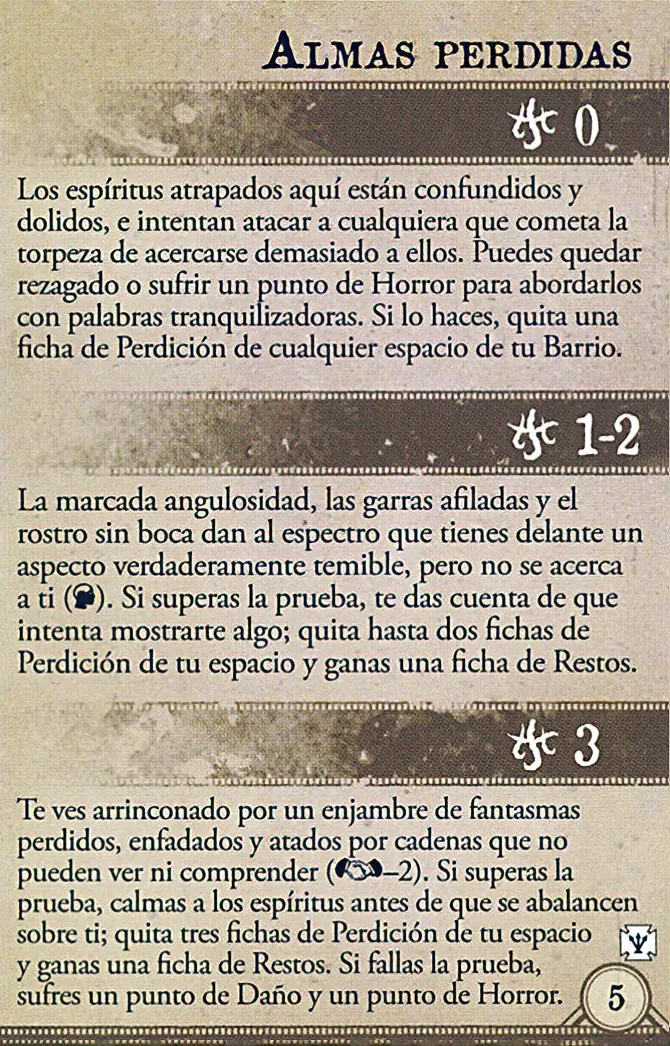 ALMAS PERDIDAS
0
Los espíritus atrapados aquí están confundidos y
dolidos, e intentan atacar a cualquiera que cometa la
torpeza de acercarse demasiado a ellos. Puedes quedar
rezagado o sufrir un punto de Horror para abordarlos
con palabras tranquilizadoras. Si lo haces, quita una
ficha de Perdición de cualquier espacio de tu Barrio.
1-2
La marcada angulosidad, las garras afiladas y el
rostro sin boca dan al espectro que tienes delante un
aspecto verdaderamente temible, pero no se acerca
a ti (). Si superas la prueba, te das cuenta de que
intenta mostrarte algo; quita hasta dos fichas de
Perdición de tu espacio y ganas una ficha de Restos.
3
Te ves arrinconado por un enjambre de fantasmas
perdidos, enfadados y atados por cadenas que no
pueden ver ni comprender (–2). Si superas la
prueba, calmas a los espíritus antes de que se abalancen
sobre ti; quita tres fichas de Perdición de tu espacio
y ganas una ficha de Restos. Si fallas la prueba,
sufres un punto de Daño y un punto de Horror.
5